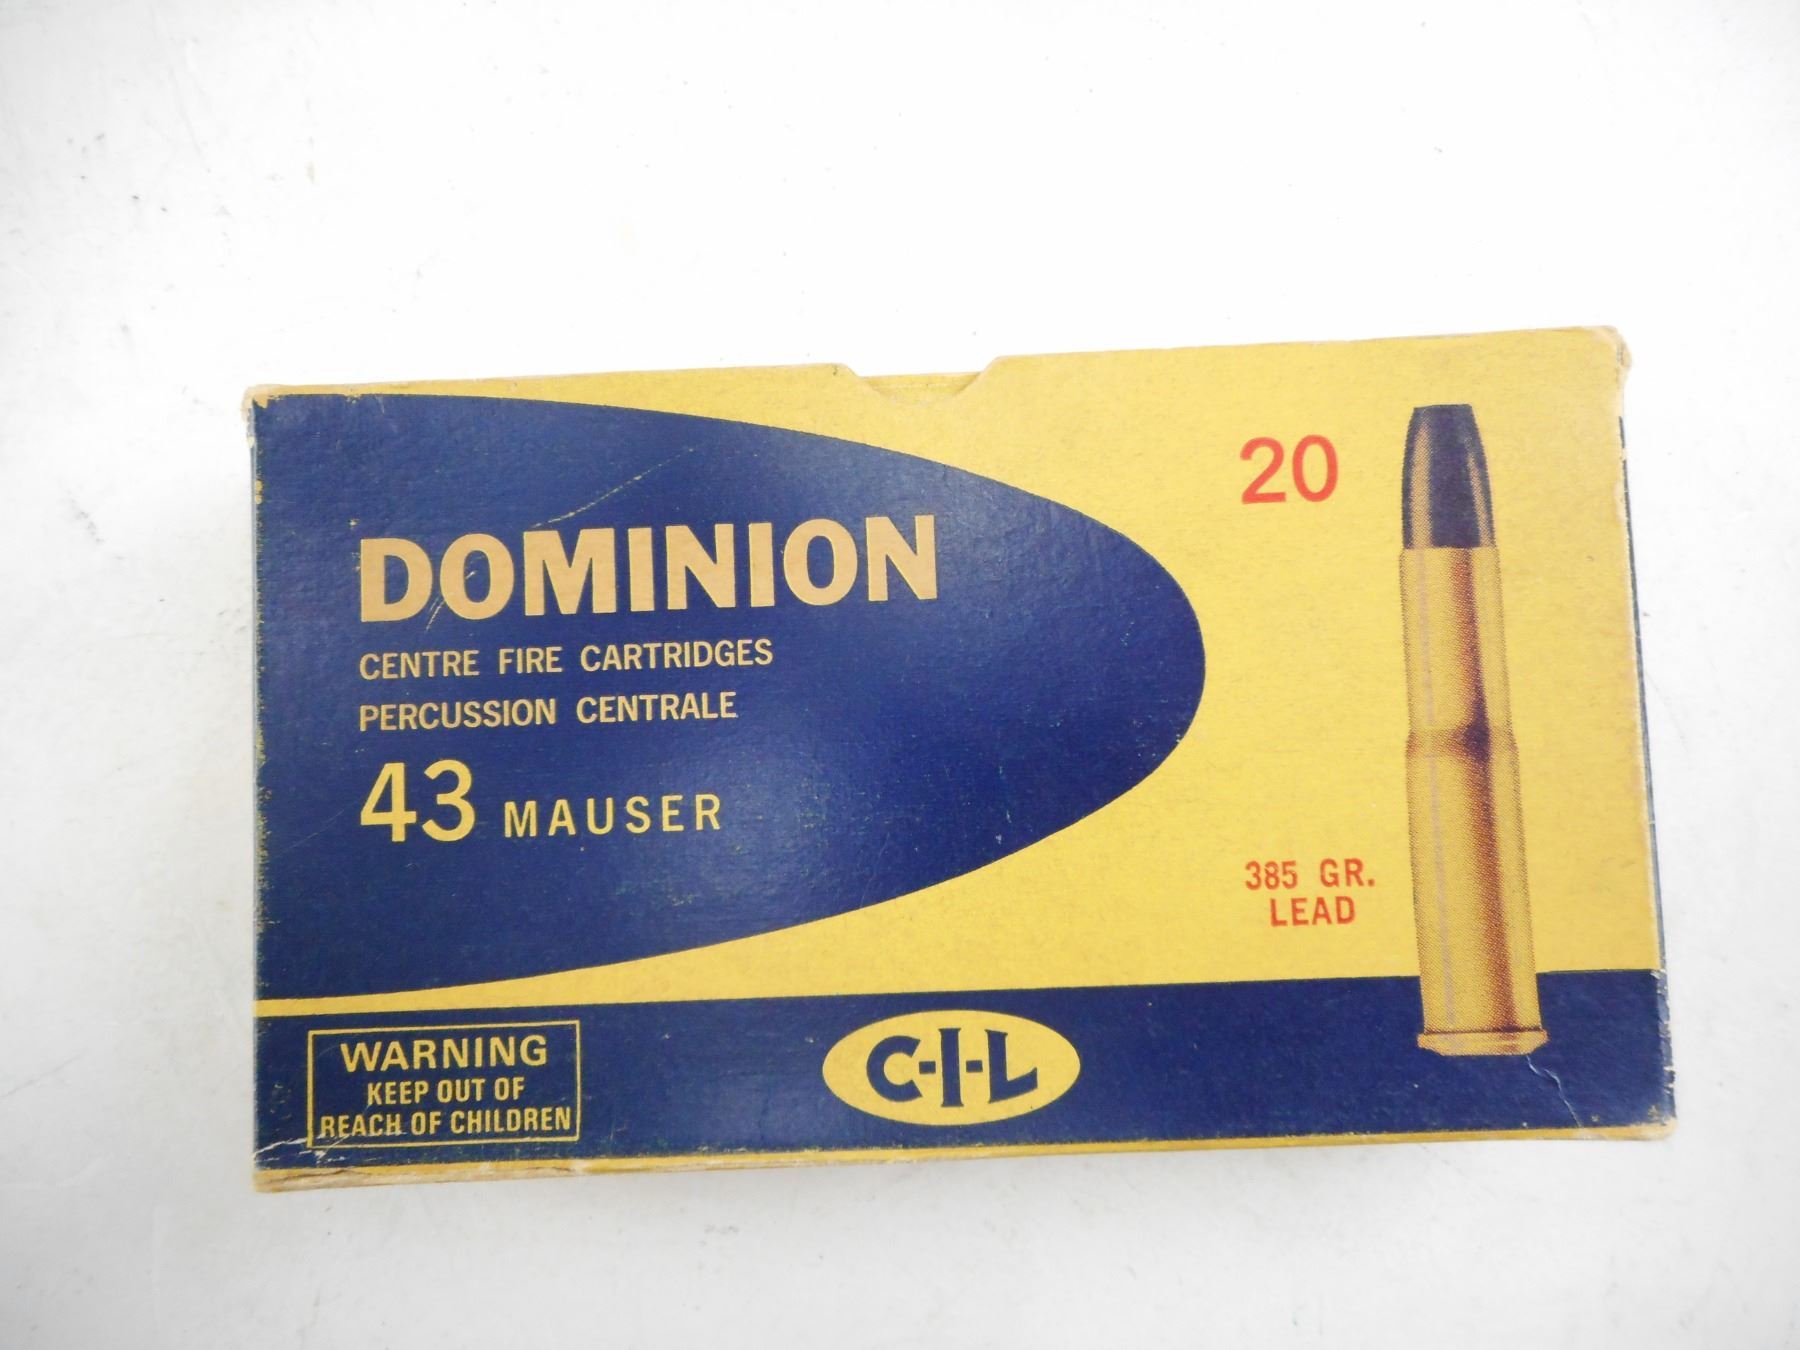 DOMINION
CENTRE FIRE CARTRIDGES
PERCUSSION CENTRALE
43 MAUSER
20
385 GR.
LEAD
WARNING
KEEP OUT OF
REACH OF CHILDREN
C-I-L